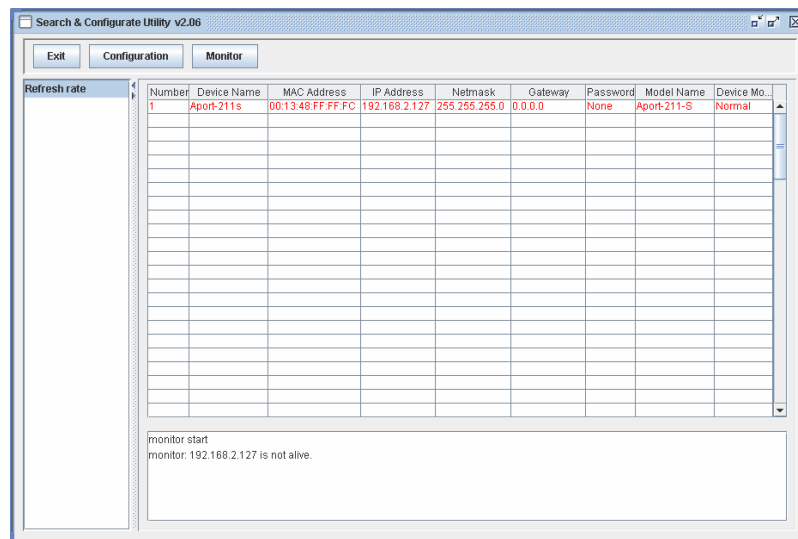 Search & Configurate Utility v2.06
Exit Configuration Monitor
Refresh rate
Number Device Name MAC Address IP Address Netmask Gateway Password Model Name Device Mo...
1 Aport-211s 00:13:48:FF:FF:FC 192.168.2.127 255.255.255.0 0.0.0.0 None Aport-211-S Normal
monitor start
monitor: 192.168.2.127 is not alive.